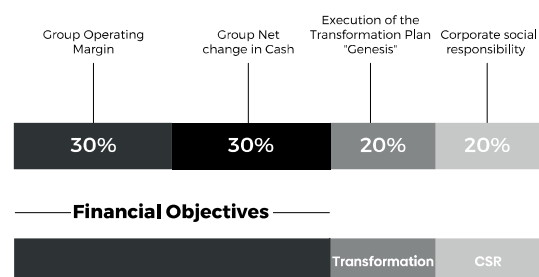 Group Operating
Margin
Group Net
change in Cash
Execution of the
Transformation Plan
"Genesis"
Corporate social
responsibility
30%
30%
20%
20%
Financial Objectives
Transformation
CSR